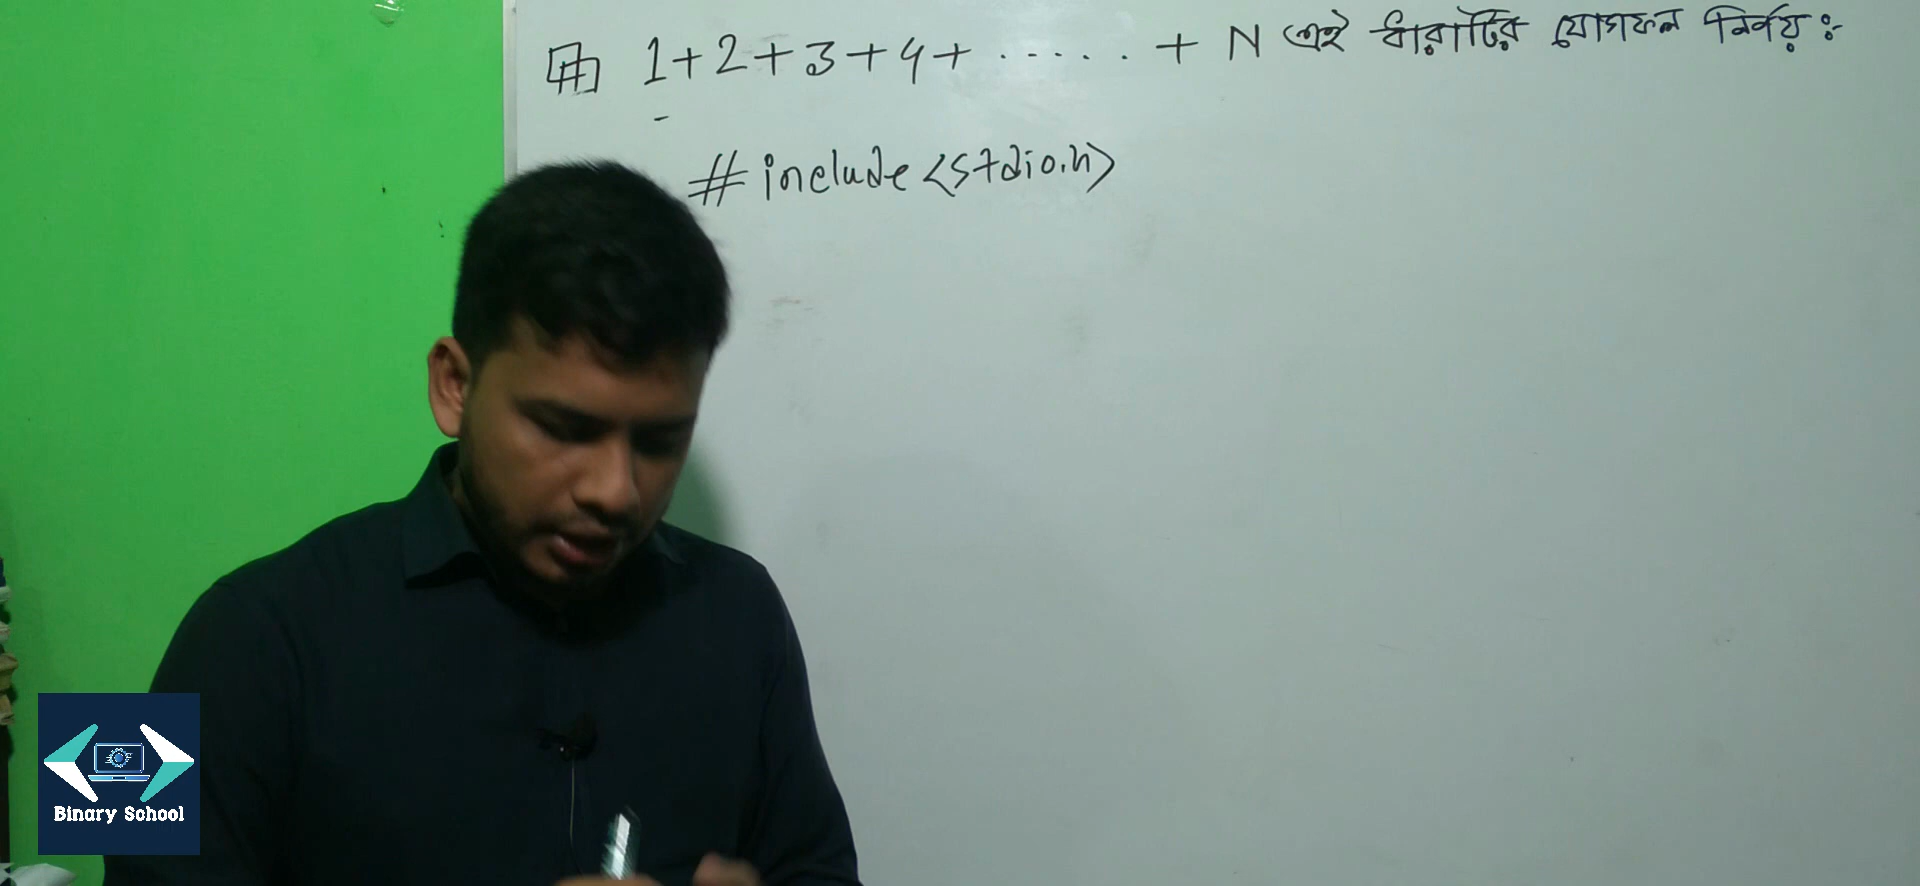 1+2+3+4+ ..... + N এই ধারাটির যোগফল নির্ণয় :-
#include <stdio.h>
Binary School